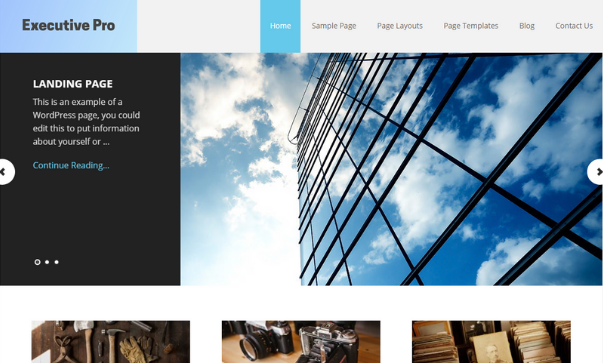 Executive Pro
Home Sample Page Page Layouts Page Templates Blog Contact Us
LANDING PAGE
This is an example of a
WordPress page, you could
edit this to put information
about yourself or ...
Continue Reading...